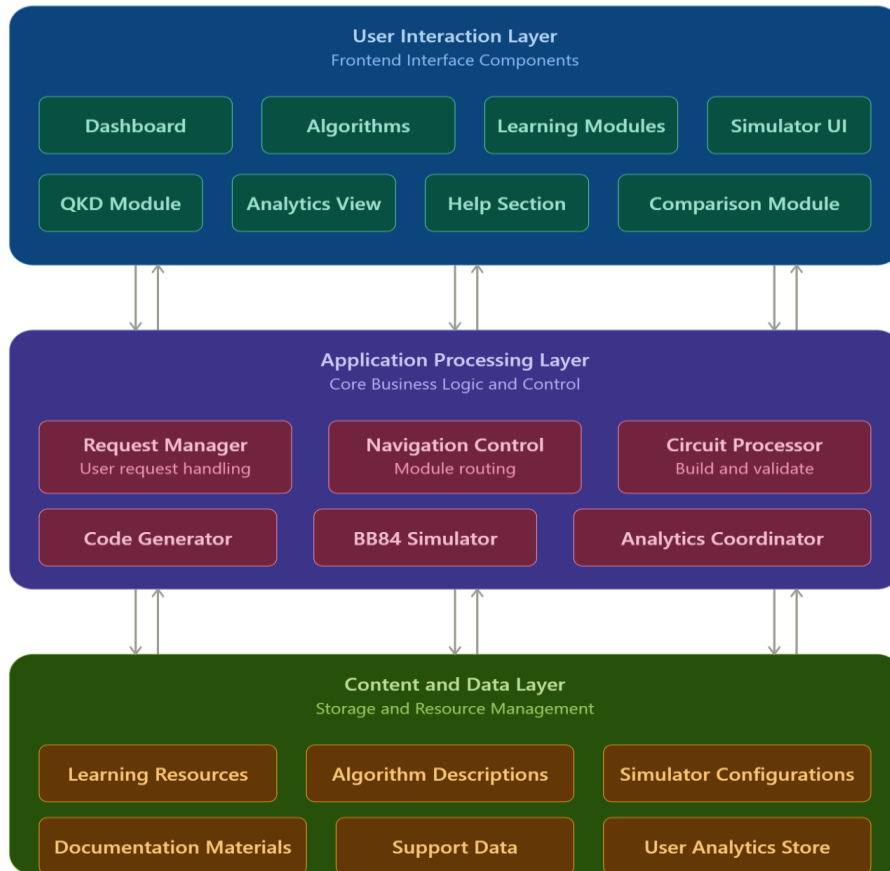 User Interaction Layer
Frontend Interface Components
Dashboard
Algorithms
Learning Modules
Simulator UI
QKD Module
Analytics View
Help Section
Comparison Module
Application Processing Layer
Core Business Logic and Control
Request Manager
User request handling
Navigation Control
Module routing
Circuit Processor
Build and validate
Code Generator
BB84 Simulator
Analytics Coordinator
Content and Data Layer
Storage and Resource Management
Learning Resources
Algorithm Descriptions
Simulator Configurations
Documentation Materials
Support Data
User Analytics Store